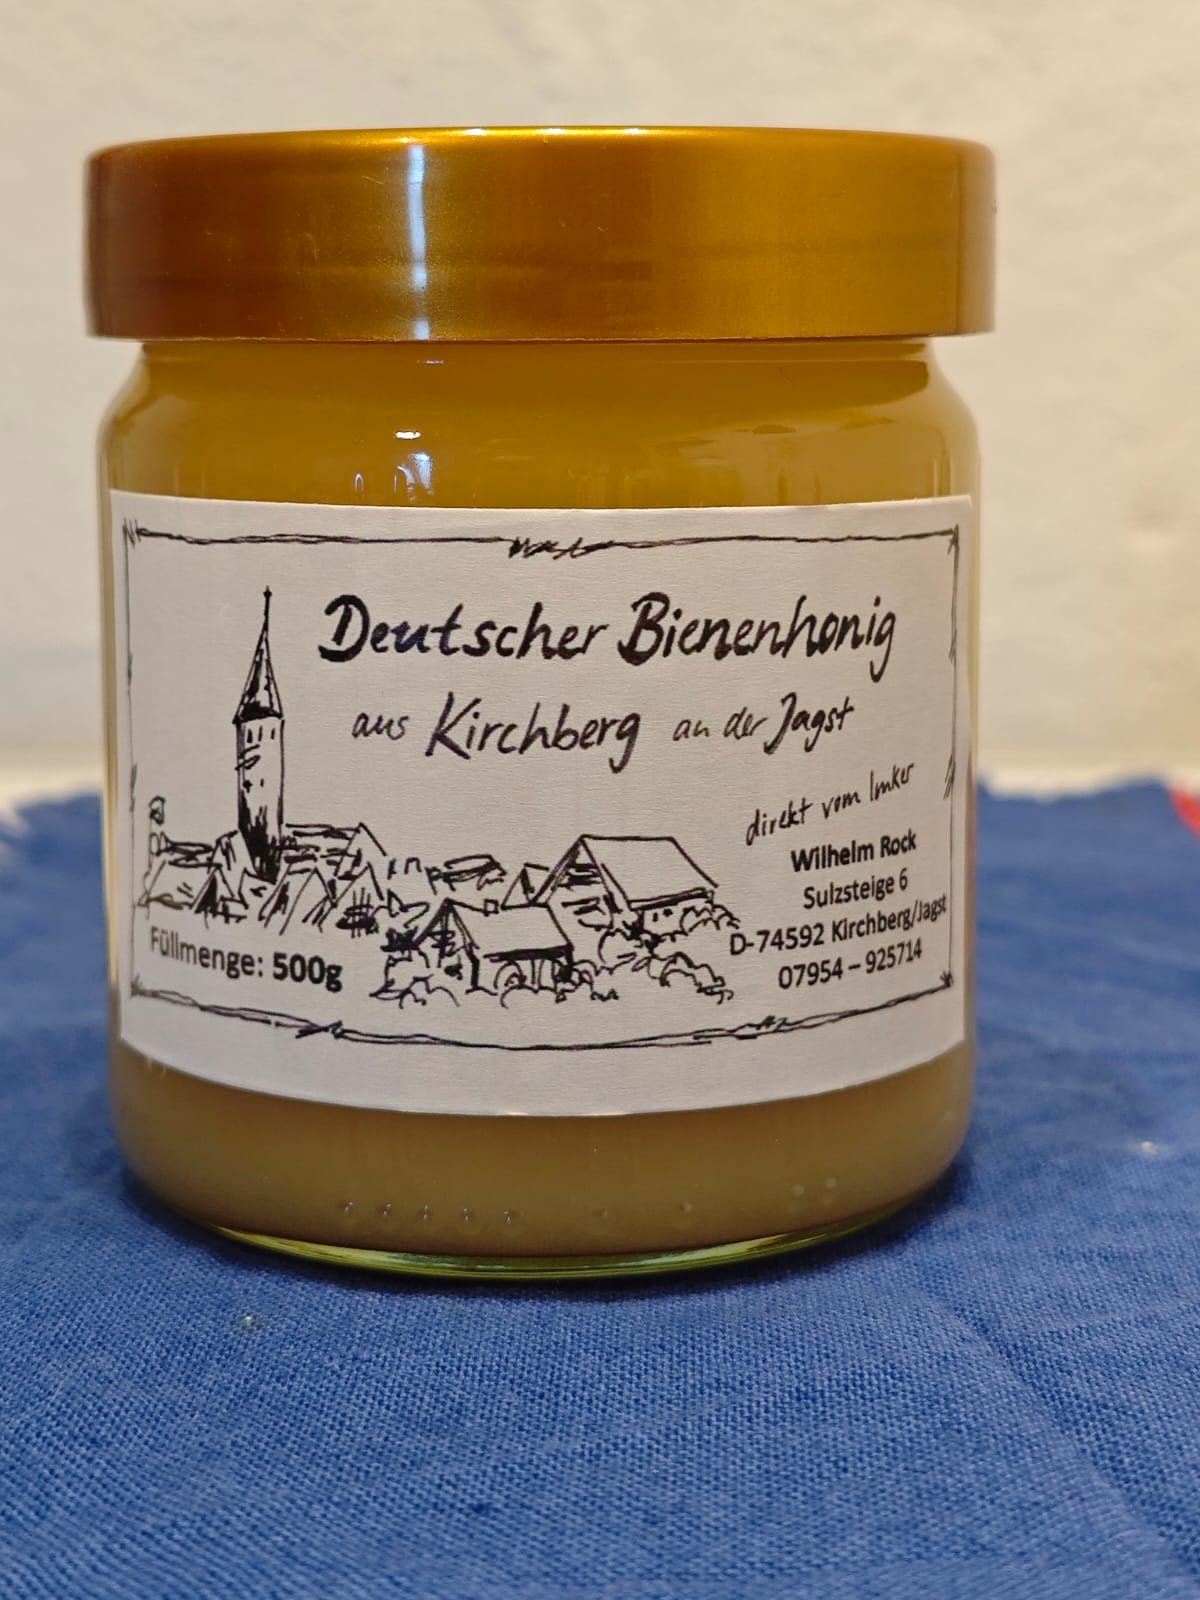 Deutscher Bienenhonig
aus Kirchberg an der Jagst
direkt vom Imker
Wilhelm Rock
Sulzsteige 6
D-74592 Kirchberg/Jagst
07954 – 925714
Füllmenge: 500g